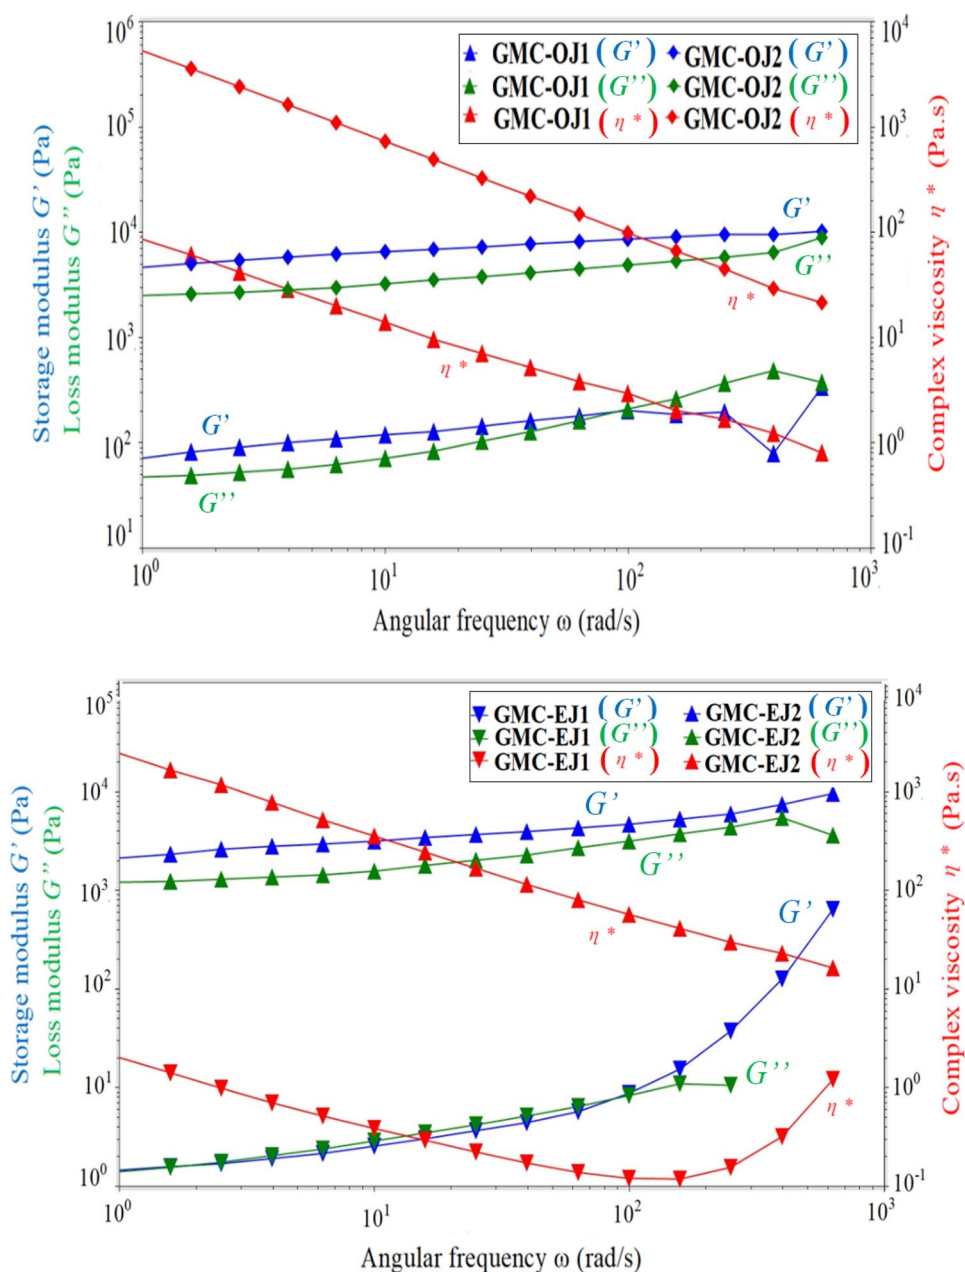 GMC-OJ1 (G’) GMC-OJ2 (G’)
GMC-OJ1 (G’’) GMC-OJ2 (G’’)
GMC-OJ1 (η *) GMC-OJ2 (η *)
Storage modulus G’ (Pa)
Loss modulus G’’ (Pa)
10^6
10^5
10^4
10^3
10^2
10^1
G’
G’’
η *
η *
G’
G’’
10^4
10^3
10^2
10^1
10^0
10^-1
Complex viscosity η * (Pa.s)
10^0 10^1 10^2 10^3
Angular frequency ω (rad/s)
GMC-EJ1 (G’) GMC-EJ2 (G’)
GMC-EJ1 (G’’) GMC-EJ2 (G’’)
GMC-EJ1 (η *) GMC-EJ2 (η *)
Storage modulus G’ (Pa)
Loss modulus G’’ (Pa)
10^5
10^4
10^3
10^2
10^1
10^0
G’
G’’
η *
G’
G’’
η *
10^4
10^3
10^2
10^1
10^0
10^-1
Complex viscosity η * (Pa.s)
10^0 10^1 10^2 10^3
Angular frequency ω (rad/s)